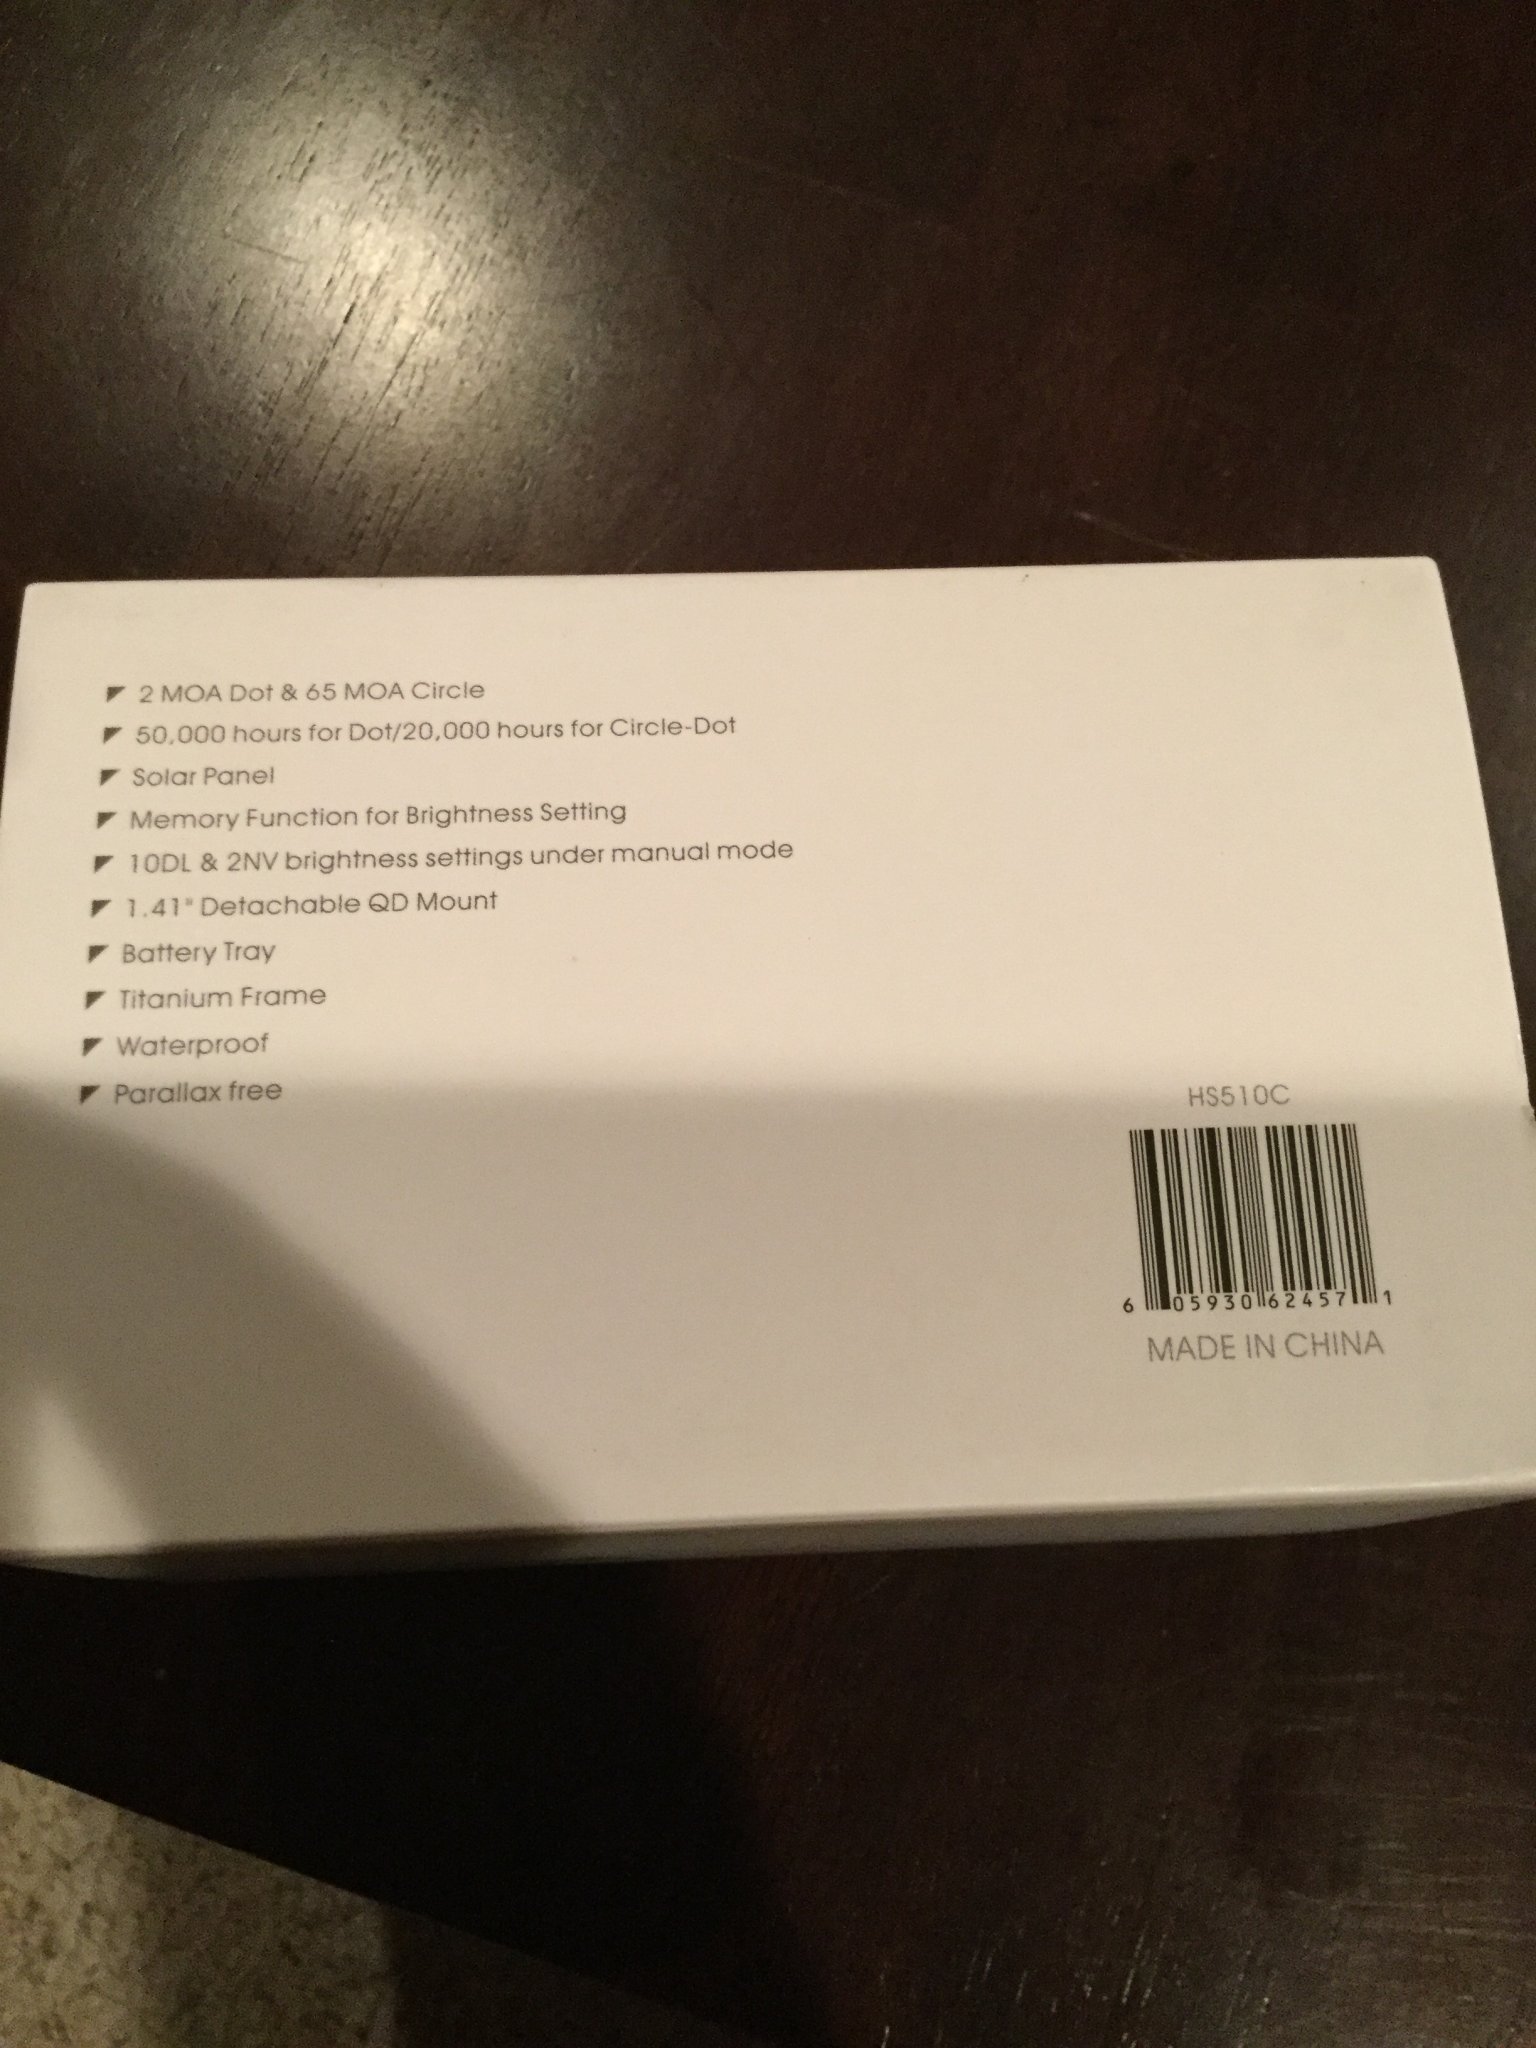 2 MOA Dot & 65 MOA Circle
50,000 hours for Dot/20,000 hours for Circle-Dot
Solar Panel
Memory Function for Brightness Setting
10DL & 2NV brightness settings under manual mode
1.41" Detachable QD Mount
Battery Tray
Titanium Frame
Waterproof
Parallax free
HS510C
6 05930 62457 1
MADE IN CHINA